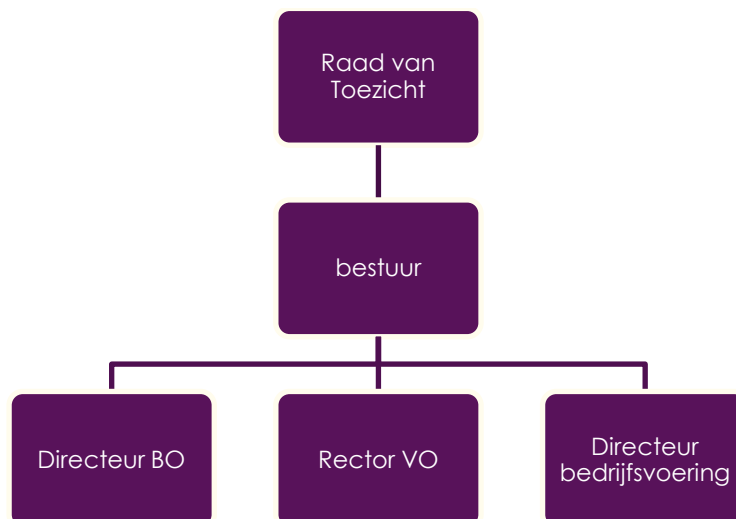 Raad van
Toezicht
bestuur
Directeur BO
Rector VO
Directeur
bedrijfsvoering